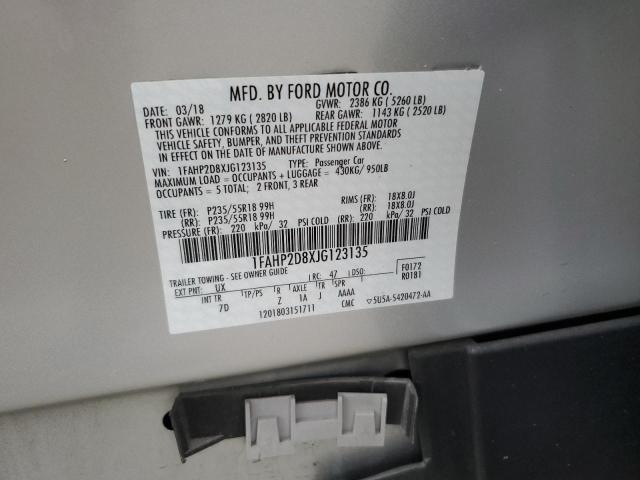 MFD. BY FORD MOTOR CO.
DATE: 03/18 GVWR: 2386 KG ( 5260 LB)
FRONT GAWR: 1279 KG ( 2820 LB) REAR GAWR: 1143 KG ( 2520 LB)
THIS VEHICLE CONFORMS TO ALL APPLICABLE FEDERAL MOTOR
VEHICLE SAFETY, BUMPER, AND THEFT PREVENTION STANDARDS
IN EFFECT ON THE DATE OF MANUFACTURE SHOWN ABOVE.
VIN: 1FAHP2D8XJG123135 TYPE: Passenger Car
MAXIMUM LOAD = OCCUPANTS + LUGGAGE = 430KG/ 950LB
OCCUPANTS = 5 TOTAL; 2 FRONT, 3 REAR
TIRE (FR): P235/55R18 99H RIMS (FR): 18X8.0J
(RR): P235/55R18 99H (RR): 18X8.0J
PRESSURE (FR): 220 kPa/ 32 PSI COLD (RR): 220 kPa/ 32 PSI COLD
1FAHP2D8XJG123135
TRAILER TOWING - SEE OWNER GUIDE RC: 47 DSO: F0172
EXT PNT: UX R0181
INT TR TP/PS R AXLE TR SPR
7D Z 1A J AAAA
1201803151711 CMC ▽5U5A-5420472-AA